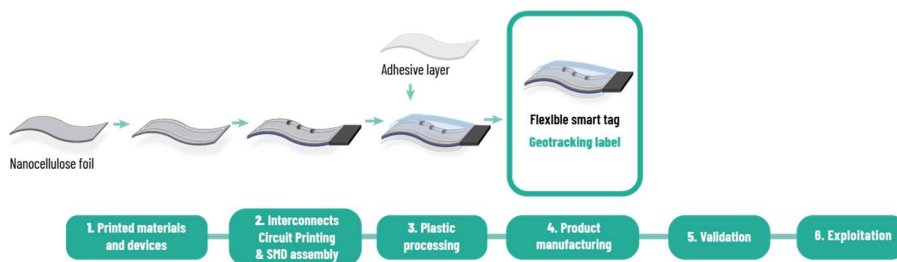 Adhesive layer
Nanocellulose foil
Flexible smart tag
Geotracking label
1. Printed materials
and devices
2. Interconnects
Circuit Printing
& SMD assembly
3. Plastic
processing
4. Product
manufacturing
5. Validation
6. Exploitation